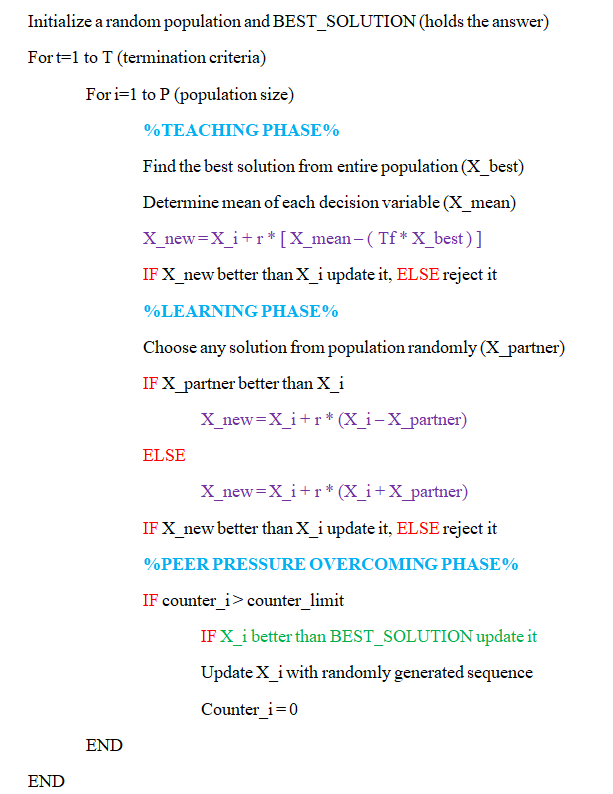 Initialize a random population and BEST_SOLUTION (holds the answer)
For t=1 to T (termination criteria)
For i=1 to P (population size)
%TEACHING PHASE%
Find the best solution from entire population (X_best)
Determine mean of each decision variable (X_mean)
X_new = X_i + r * [ X_mean – ( Tf * X_best ) ]
IF X_new better than X_i update it, ELSE reject it
%LEARNING PHASE%
Choose any solution from population randomly (X_partner)
IF X_partner better than X_i
X_new = X_i + r * (X_i – X_partner)
ELSE
X_new = X_i + r * (X_i + X_partner)
IF X_new better than X_i update it, ELSE reject it
%PEER PRESSURE OVERCOMING PHASE%
IF counter_i > counter_limit
IF X_i better than BEST_SOLUTION update it
Update X_i with randomly generated sequence
Counter_i = 0
END
END